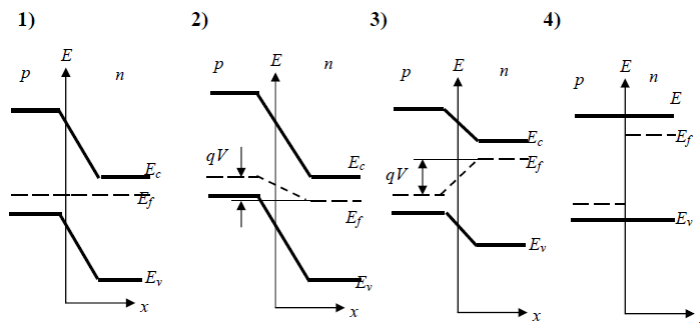 1) 2) 3) 4)
E E E E
p n p n p n p n
E
E_c E_c E_c E_f
qV qV
E_f E_f E_f
E_v E_v E_v E_v
x x x